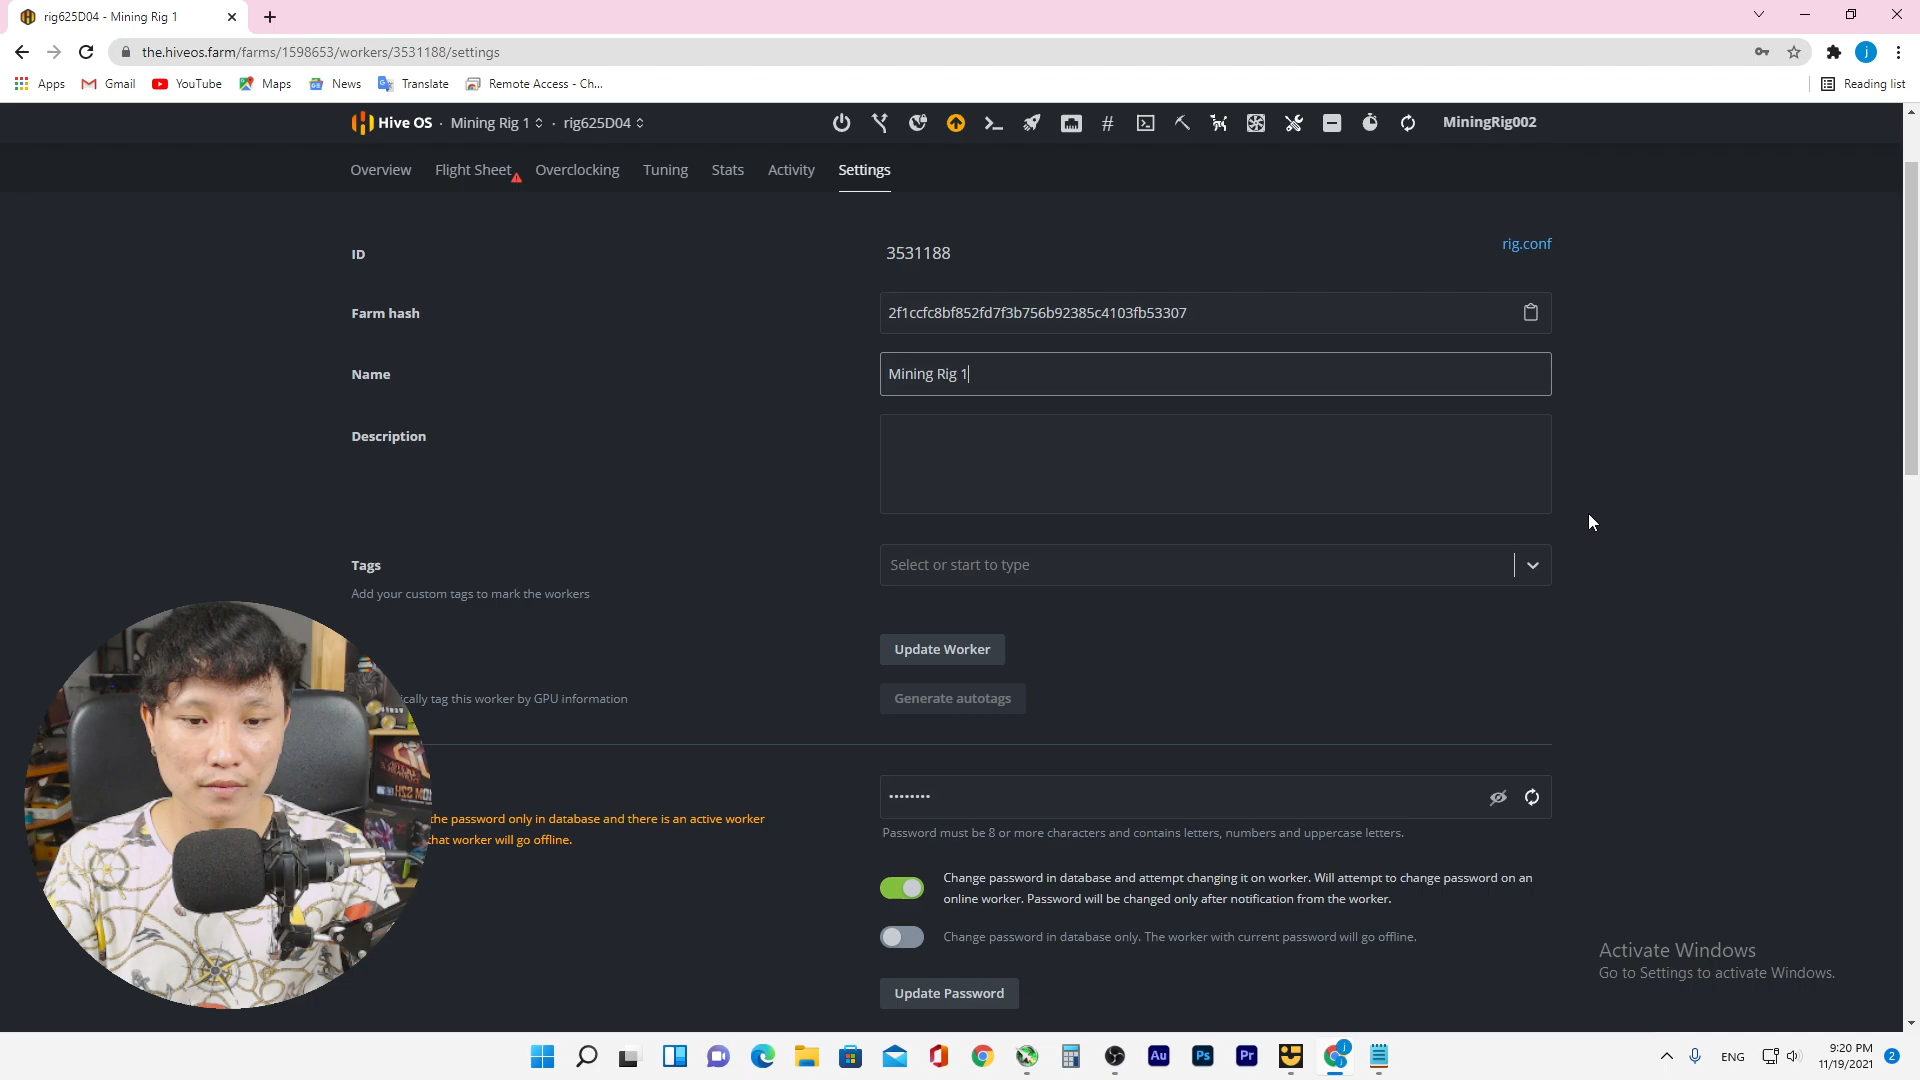 rig625D04 - Mining Rig 1
the.hiveos.farm/farms/1598653/workers/3531188/settings
Apps Gmail YouTube Maps News Translate Remote Access - Ch... Reading list
Hive OS · Mining Rig 1 · rig625D04 MiningRig002
Overview Flight Sheet Overclocking Tuning Stats Activity Settings
rig.conf
ID 3531188
Farm hash 2f1ccfc8bf852fd7f3b756b92385c4103fb53307
Name Mining Rig 1
Description
Tags Select or start to type
Add your custom tags to mark the workers
Update Worker
ically tag this worker by GPU information Generate autotags
••••••••
the password only in database and there is an active worker
that worker will go offline.
Password must be 8 or more characters and contains letters, numbers and uppercase letters.
Change password in database and attempt changing it on worker. Will attempt to change password on an
online worker. Password will be changed only after notification from the worker.
Change password in database only. The worker with current password will go offline.
Update Password
Activate Windows
Go to Settings to activate Windows.
Au Ps Pr
ENG 9:20 PM
11/19/2021 2